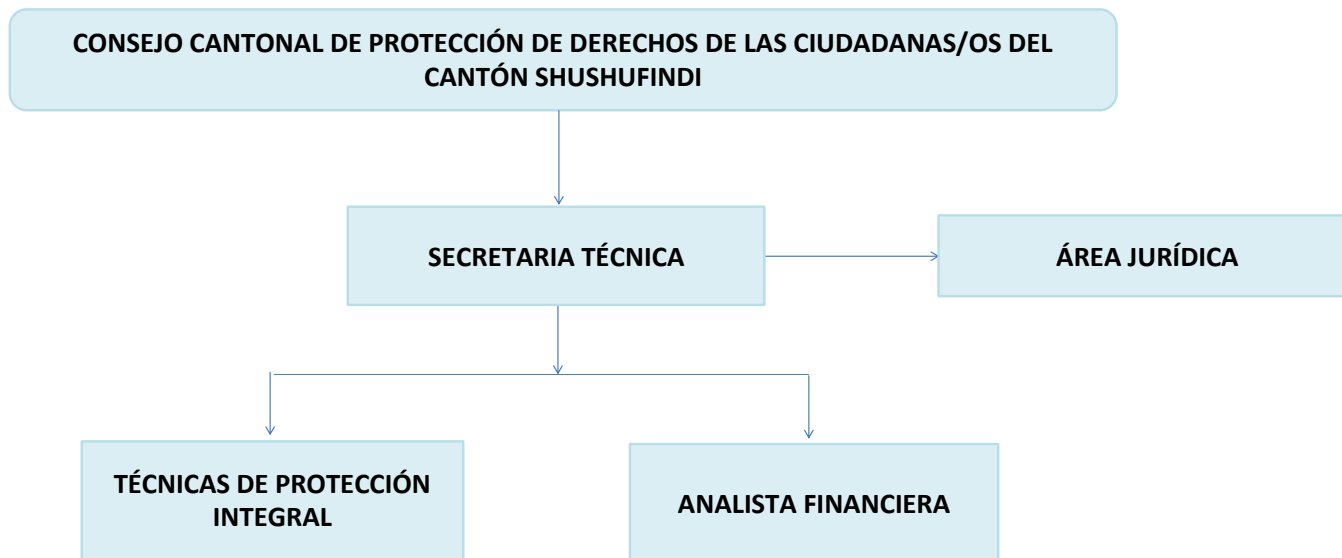 CONSEJO CANTONAL DE PROTECCIÓN DE DERECHOS DE LAS CIUDADANAS/OS DEL
CANTÓN SHUSHUFINDI
SECRETARIA TÉCNICA
ÁREA JURÍDICA
TÉCNICAS DE PROTECCIÓN
INTEGRAL
ANALISTA FINANCIERA